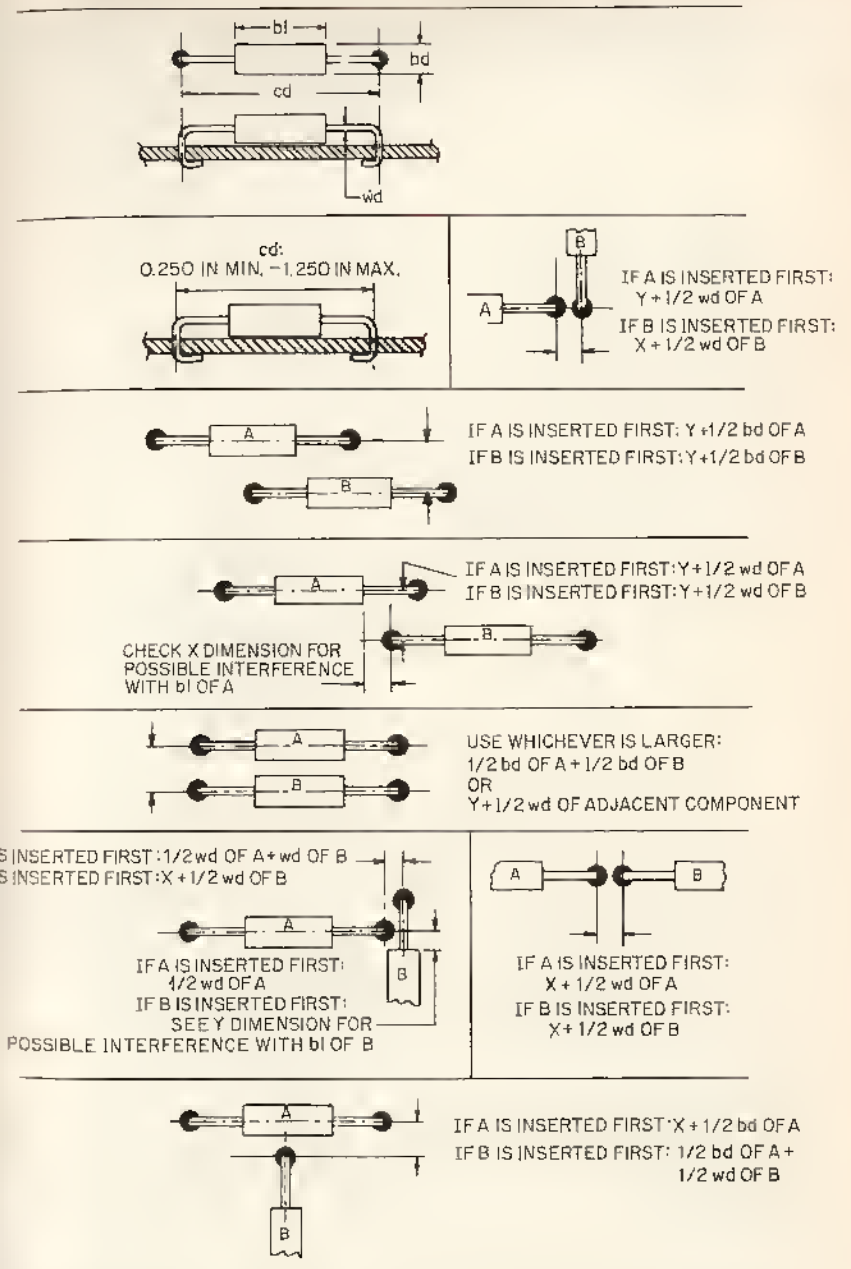 bl
bd
cd
wd
cd:
0.250 IN MIN. – 1.250 IN MAX.
B
A
IF A IS INSERTED FIRST:
Y + 1/2 wd OF A
IF B IS INSERTED FIRST:
X + 1/2 wd OF B
A
B
IF A IS INSERTED FIRST: Y + 1/2 bd OF A
IF B IS INSERTED FIRST: Y + 1/2 bd OF B
A
B
IF A IS INSERTED FIRST: Y + 1/2 wd OF A
IF B IS INSERTED FIRST: Y + 1/2 wd OF B
CHECK X DIMENSION FOR
POSSIBLE INTERFERENCE
WITH bl OF A
A
B
USE WHICHEVER IS LARGER:
1/2 bd OF A + 1/2 bd OF B
OR
Y + 1/2 wd OF ADJACENT COMPONENT
S INSERTED FIRST: 1/2 wd OF A + wd OF B
S INSERTED FIRST: X + 1/2 wd OF B
A
B
IF A IS INSERTED FIRST:
1/2 wd OF A
IF B IS INSERTED FIRST:
SEE Y DIMENSION FOR
POSSIBLE INTERFERENCE WITH bl OF B
A
B
IF A IS INSERTED FIRST:
X + 1/2 wd OF A
IF B IS INSERTED FIRST:
X + 1/2 wd OF B
A
B
IF A IS INSERTED FIRST: X + 1/2 bd OF A
IF B IS INSERTED FIRST: 1/2 bd OF A +
1/2 wd OF B